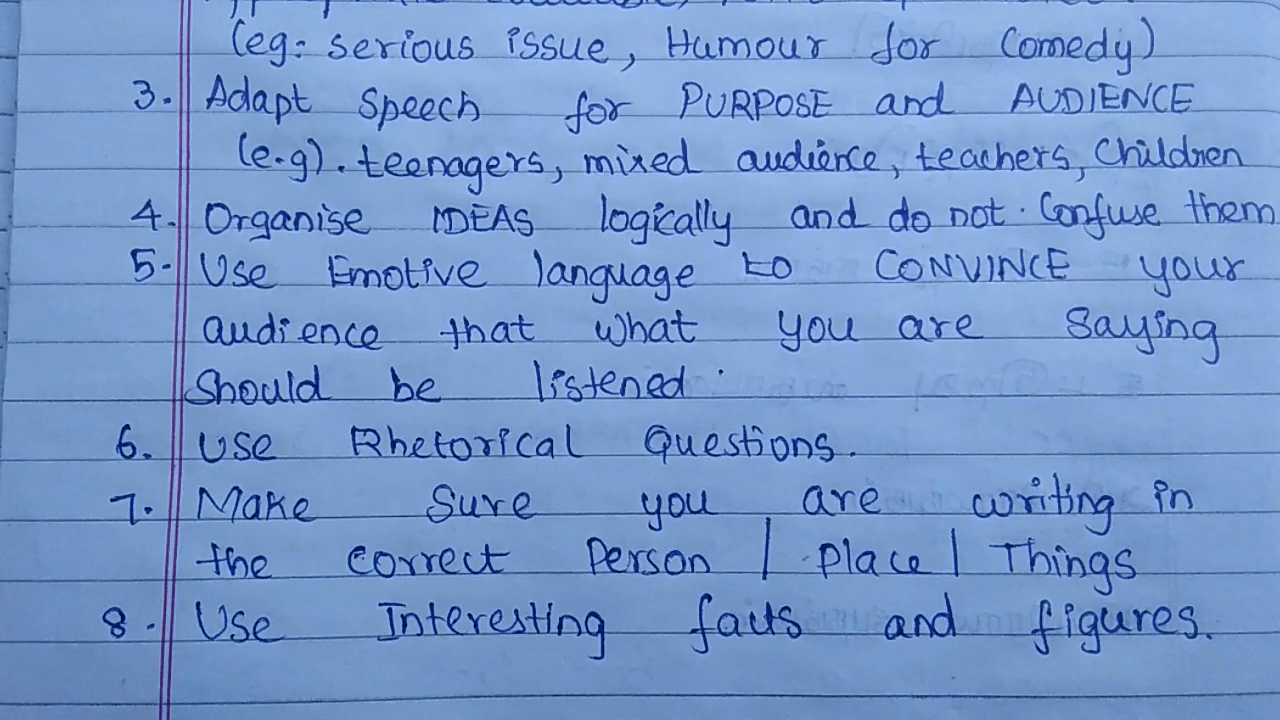 (eg: serious issue, Humour for Comedy)
3. Adapt Speech for PURPOSE and AUDIENCE
(e.g). teenagers, mixed audience, teachers, Children
4. Organise IDEAS logically and do not. Confuse them
5. Use Emotive language to CONVINCE your
audience that what you are saying
should be listened.
6. Use Rhetorical Questions.
7. Make Sure you are writing in
the correct Person | Place | Things
8. Use Interesting facts and figures.